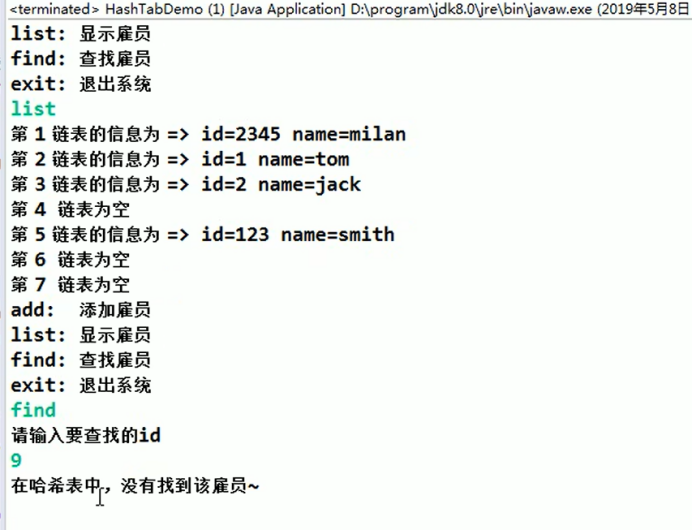 <terminated> HashTabDemo (1) [Java Application] D:\program\jdk8.0\jre\bin\javaw.exe (2019年5月8日
list: 显示雇员
find: 查找雇员
exit: 退出系统
list
第 1 链表的信息为 => id=2345 name=milan
第 2 链表的信息为 => id=1 name=tom
第 3 链表的信息为 => id=2 name=jack
第 4 链表为空
第 5 链表的信息为 => id=123 name=smith
第 6 链表为空
第 7 链表为空
add: 添加雇员
list: 显示雇员
find: 查找雇员
exit: 退出系统
find
请输入要查找的id
9
在哈希表中，没有找到该雇员~